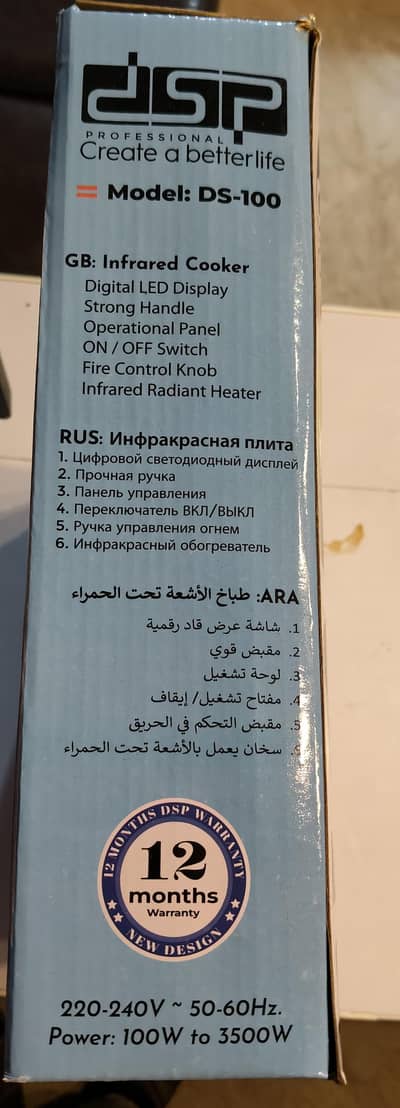 dsp
PROFESSIONAL
Create a better life
= Model: DS-100
GB: Infrared Cooker
Digital LED Display
Strong Handle
Operational Panel
ON / OFF Switch
Fire Control Knob
Infrared Radiant Heater
RUS: Инфракрасная плита
1. Цифровой светодиодный дисплей
2. Прочная ручка
3. Панель управления
4. Переключатель ВКЛ/ВЫКЛ
5. Ручка управления огнем
6. Инфракрасный обогреватель
ARA: طباخ الأشعة تحت الحمراء
1. شاشة عرض قاد رقمية
2. مقبض قوي
3. لوحة تشغيل
4. مفتاح تشغيل/ إيقاف
5. مقبض التحكم في الحريق
6. سخان يعمل بالأشعة تحت الحمراء
12 MONTHS DSP WARRANTY
12
months
Warranty
NEW DESIGN
220-240V ~ 50-60Hz.
Power: 100W to 3500W